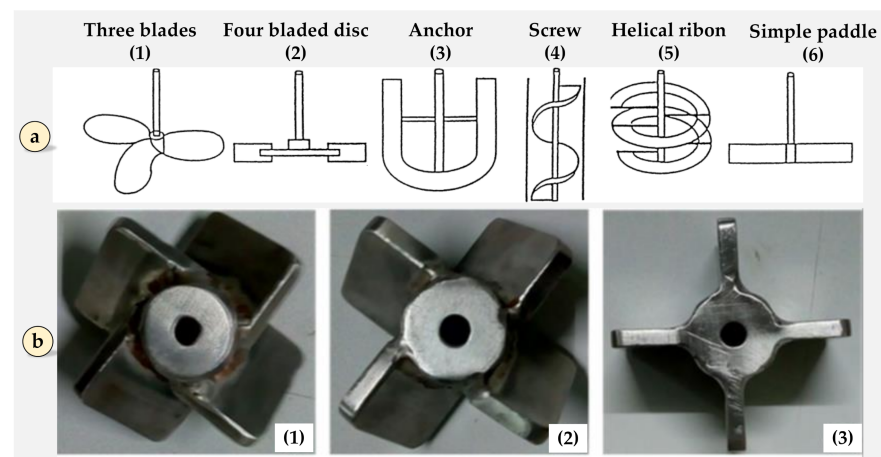 Three blades Four bladed disc Anchor Screw Helical ribon Simple paddle
(1) (2) (3) (4) (5) (6)
a
b
(1) (2) (3)